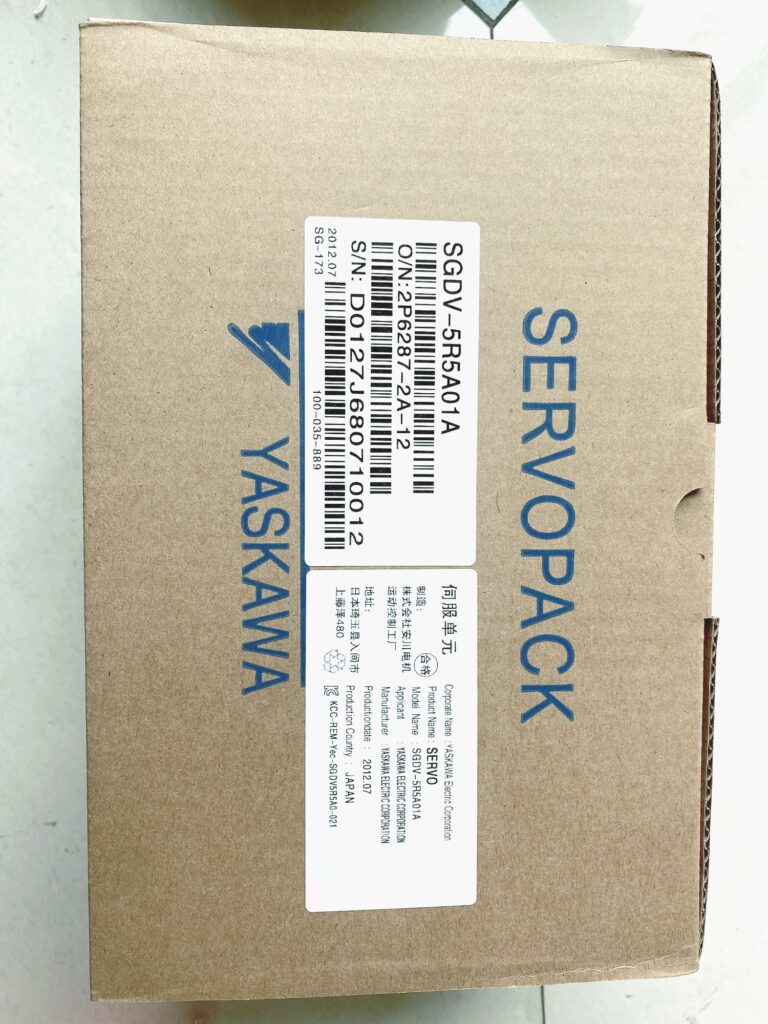 SERVOPACK
SGDV-5R5A01A
O/N:2P6287-2A-12
S/N: D0127J680710012
2012.07
SG-173
100-035-889
伺服单元
制造:
株式会社安川电机
运动控制工厂
合格
地址:
日本埼玉县入间市
上藤泽480
Corporate Name : YASKAWA Electric Corporation
Product Name : SERVO
Model Name : SGDV-5R5A01A
Applicant : YASKAWA ELECTRIC CORPORATION
Manufacturer : YASKAWA ELECTRIC CORPORATION
Productiondate : 2012.07
Production Country : JAPAN
KCC-REM-Yec-SGDV5R5A0-021
YASKAWA